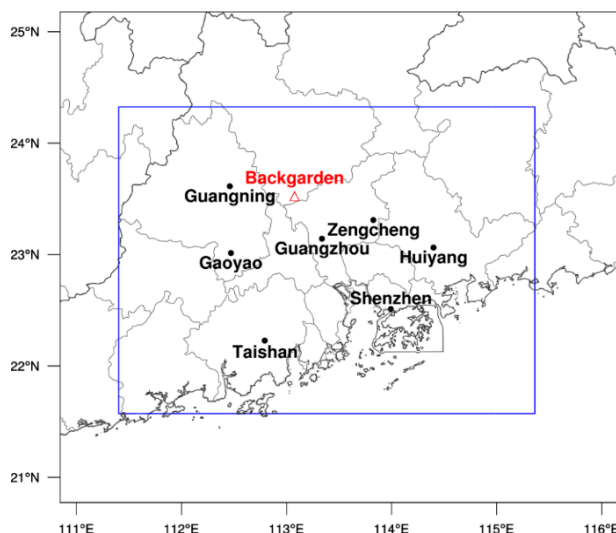 25°N
24°N
Backgarden
Guangning
Zengcheng
Guangzhou
23°N
Gaoyao
Huiyang
Shenzhen
Taishan
22°N
21°N
111°E 112°E 113°E 114°E 115°E 116°E